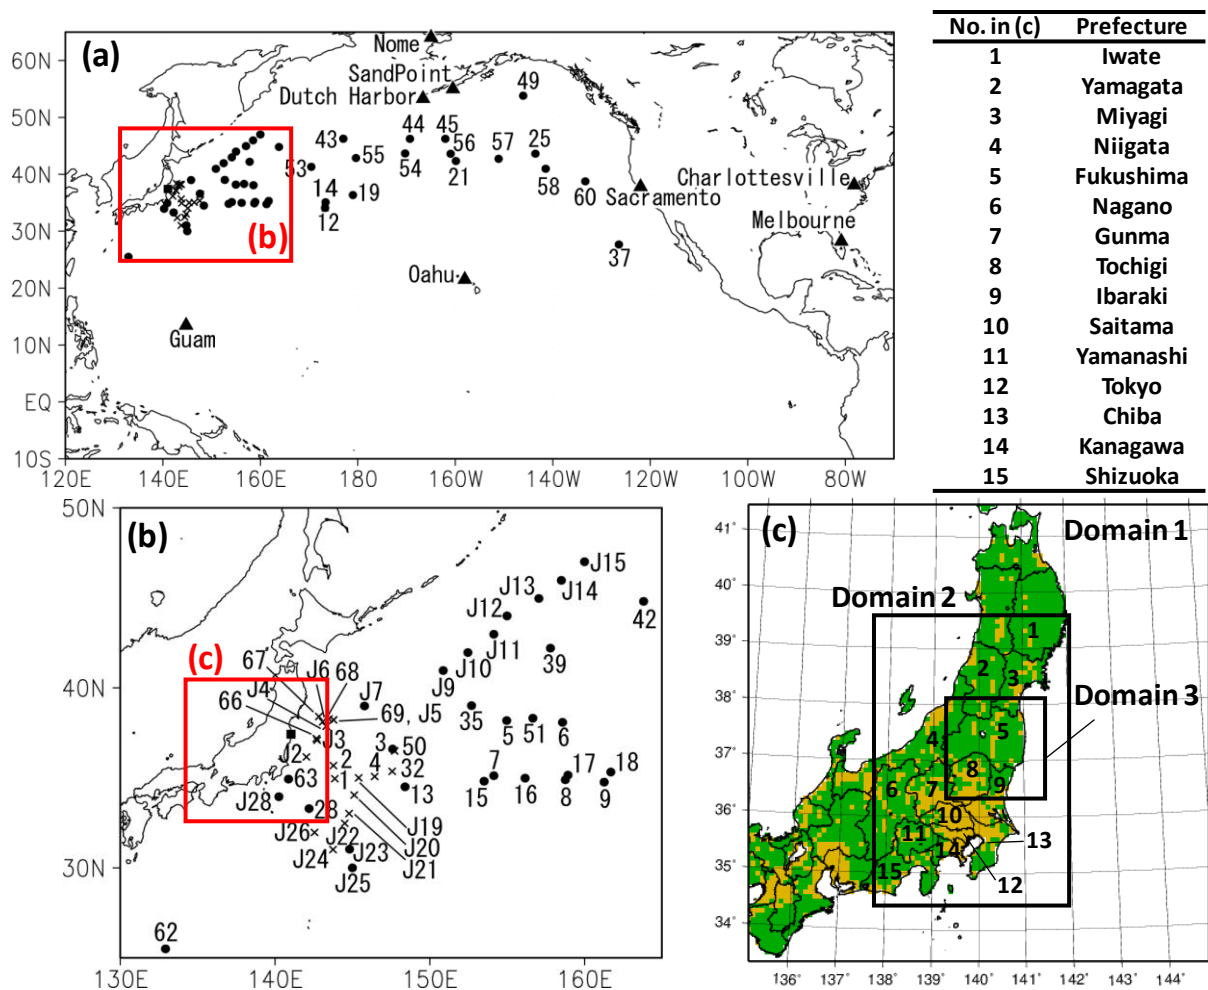 (a)
60N
50N
40N
30N
20N
10N
EQ
10S
120E
140E
160E
180E
160W
140W
120W
100W
80W
Nome
SandPoint
Dutch Harbor
49
43
44
45
57
25
56
55
53
54
21
58
14
19
12
60
Sacramento
Charlottesville
Melbourne
37
Oahu
Guam
(b)
No. in (c) Prefecture
1 Iwate
2 Yamagata
3 Miyagi
4 Niigata
5 Fukushima
6 Nagano
7 Gunma
8 Tochigi
9 Ibaraki
10 Saitama
11 Yamanashi
12 Tokyo
13 Chiba
14 Kanagawa
15 Shizuoka
(b)
50N
40N
30N
130E
140E
150E
160E
J15
J13
J14
J12
42
J11
J10
39
(c)
67
J6
68
J7
J9
J4
69, J5
35
66
5
51
6
J3
3
50
J2
2
4
32
7
17
18
63
1
13
15
16
8
9
J28
28
J19
J26
J22
J20
J24
J23
J21
J25
62
(c)
Domain 1
Domain 2
Domain 3
41°
40°
39°
38°
37°
36°
35°
34°
136°
137°
138°
139°
140°
141°
142°
143°
144°
1
2
3
4
5
6
7
8
9
10
11
13
14
15
12